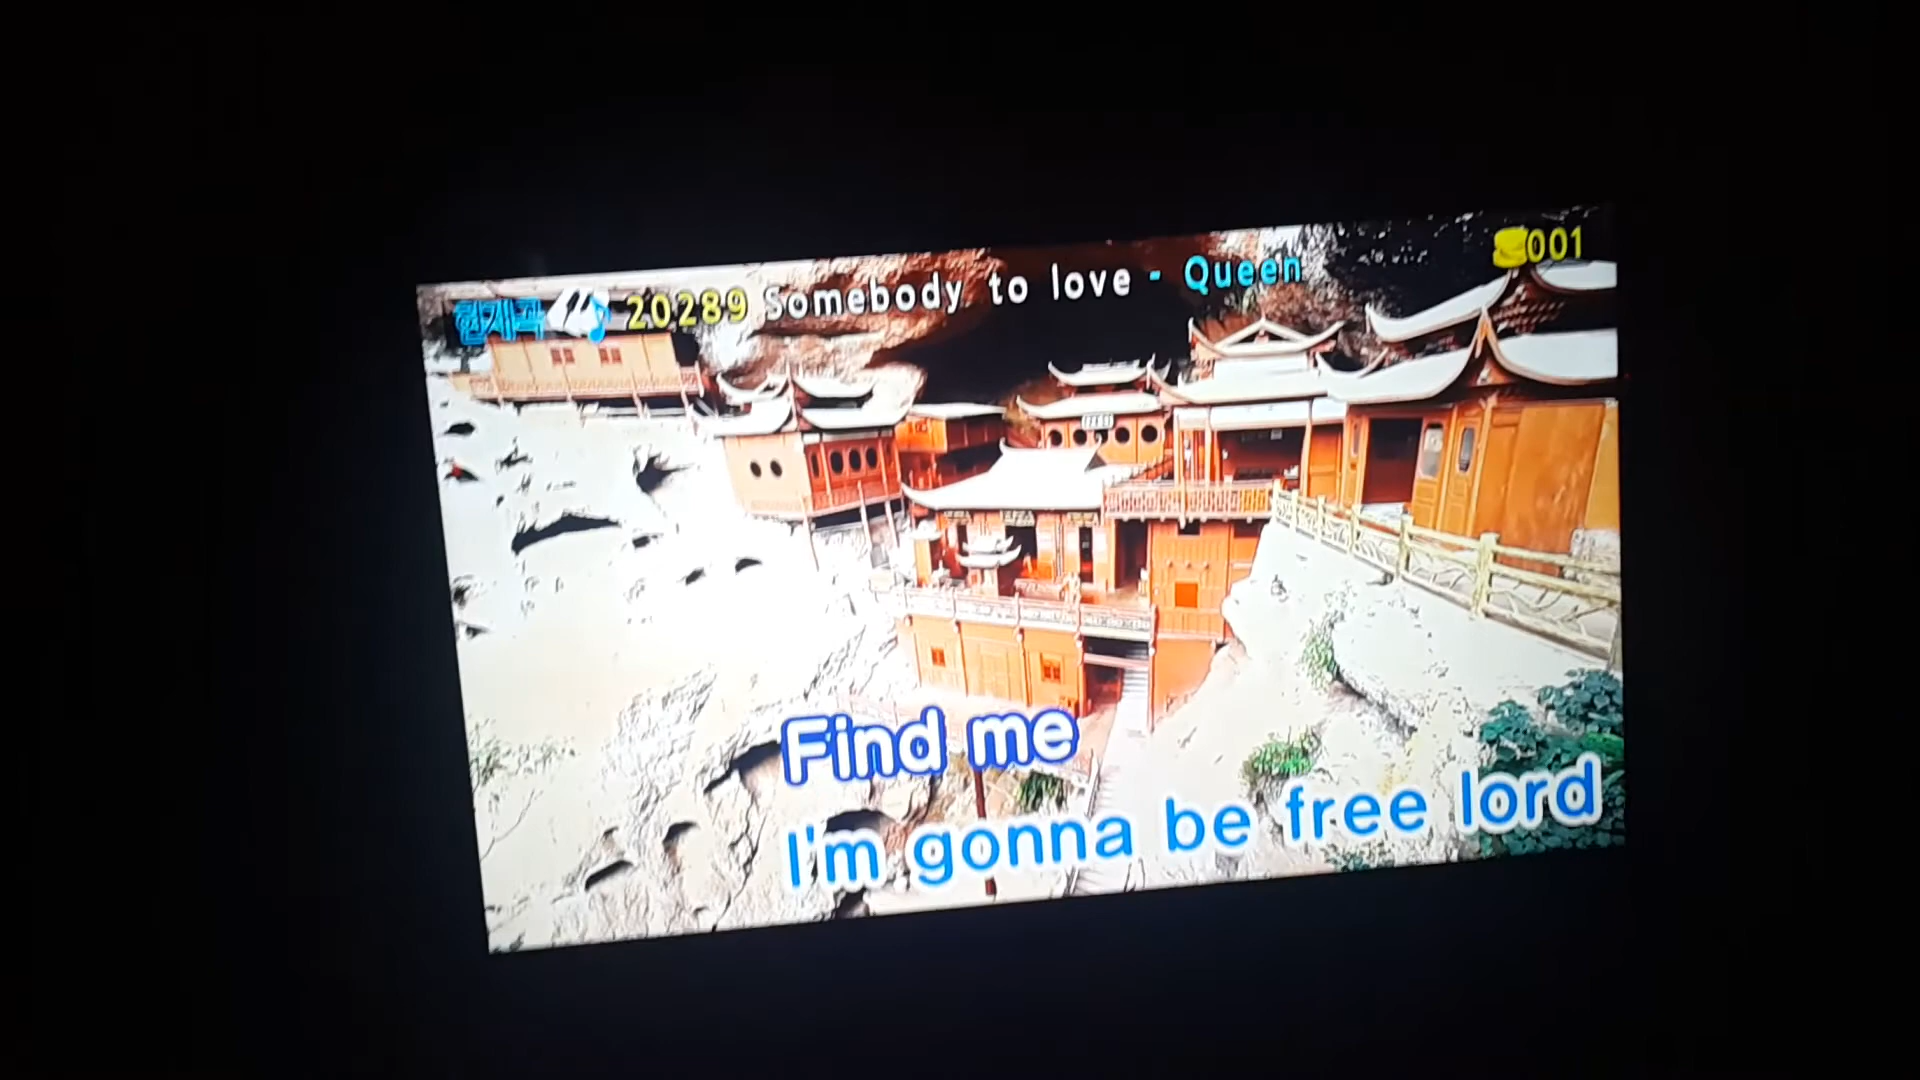 현재곡 20289 Somebody to love - Queen 001
Find me
I'm gonna be free lord